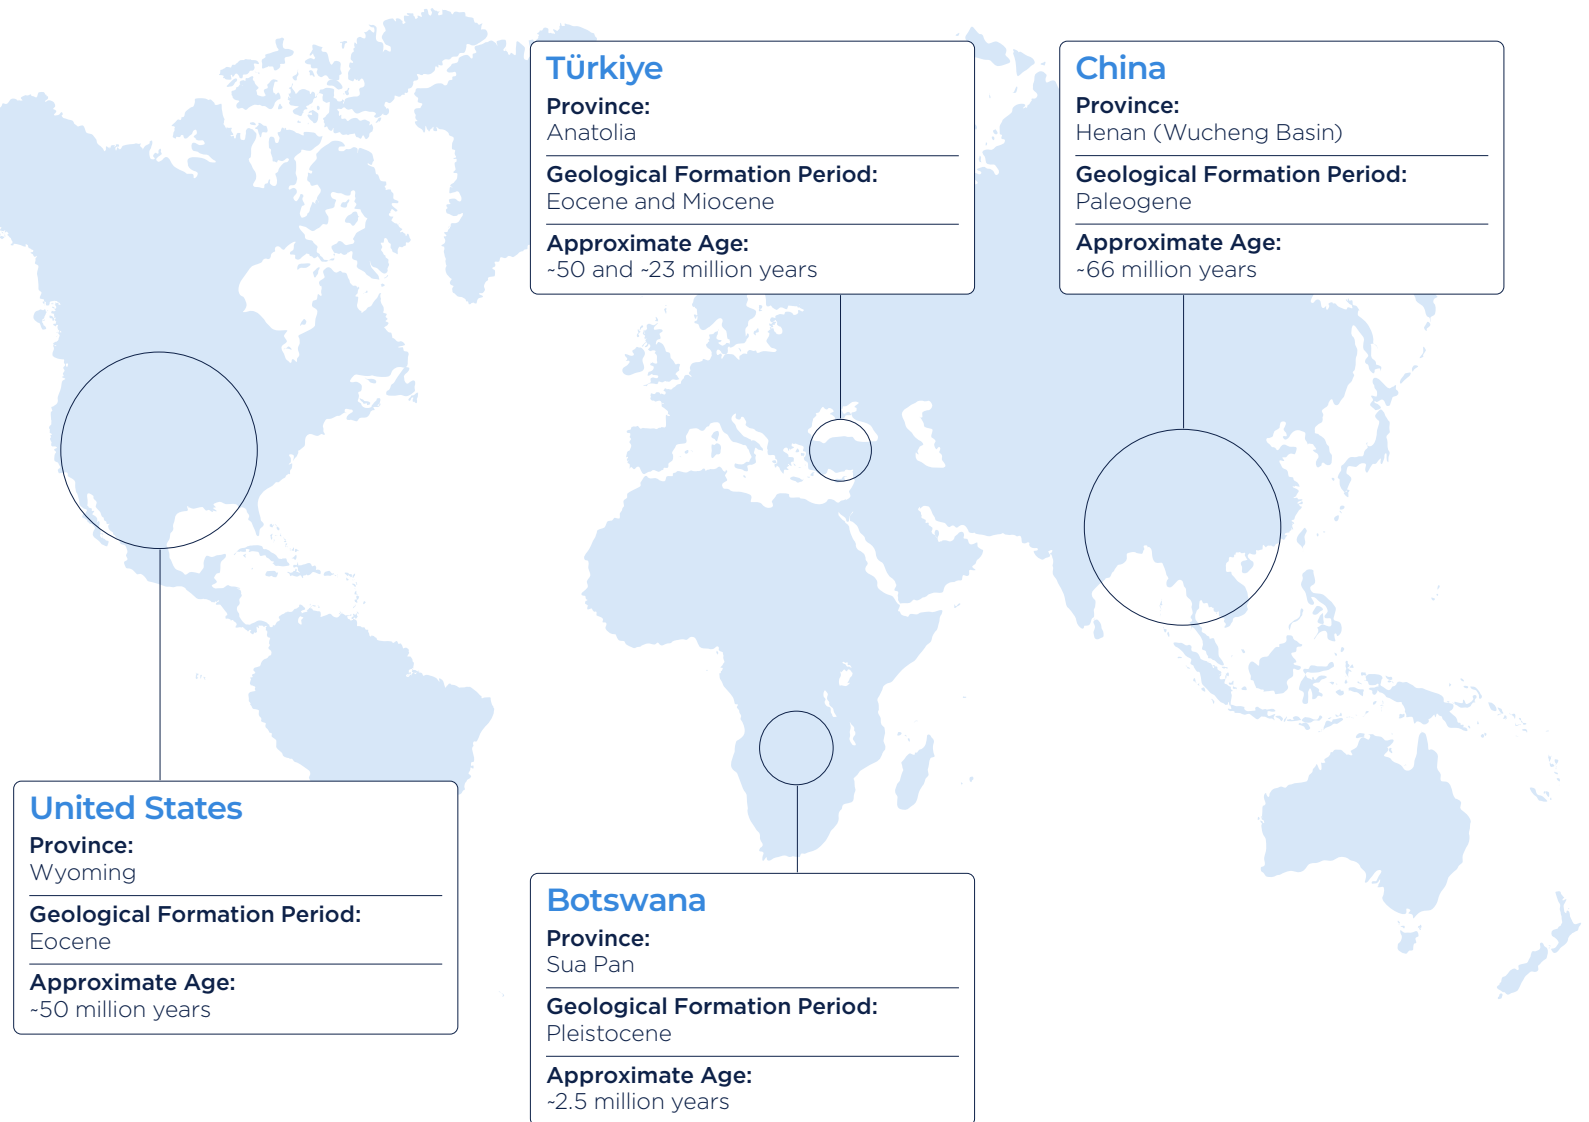 Türkiye
Province:
Anatolia
Geological Formation Period:
Eocene and Miocene
Approximate Age:
~50 and ~23 million years
China
Province:
Henan (Wucheng Basin)
Geological Formation Period:
Paleogene
Approximate Age:
~66 million years
United States
Province:
Wyoming
Geological Formation Period:
Eocene
Approximate Age:
~50 million years
Botswana
Province:
Sua Pan
Geological Formation Period:
Pleistocene
Approximate Age:
~2.5 million years